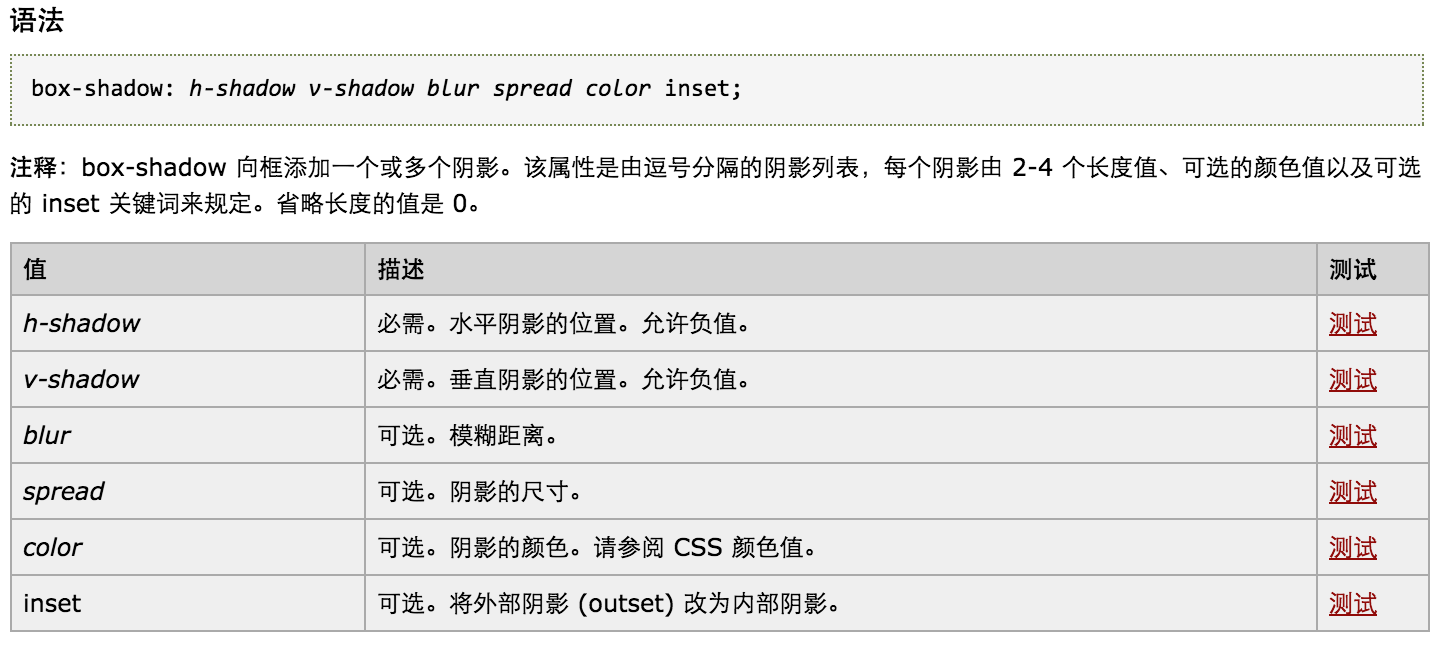 语法
box-shadow: h-shadow v-shadow blur spread color inset;
注释：box-shadow 向框添加一个或多个阴影。该属性是由逗号分隔的阴影列表，每个阴影由 2-4 个长度值、可选的颜色值以及可选
的 inset 关键词来规定。省略长度的值是 0。
值 描述 测试
h-shadow 必需。水平阴影的位置。允许负值。 测试
v-shadow 必需。垂直阴影的位置。允许负值。 测试
blur 可选。模糊距离。 测试
spread 可选。阴影的尺寸。 测试
color 可选。阴影的颜色。请参阅 CSS 颜色值。 测试
inset 可选。将外部阴影 (outset) 改为内部阴影。 测试